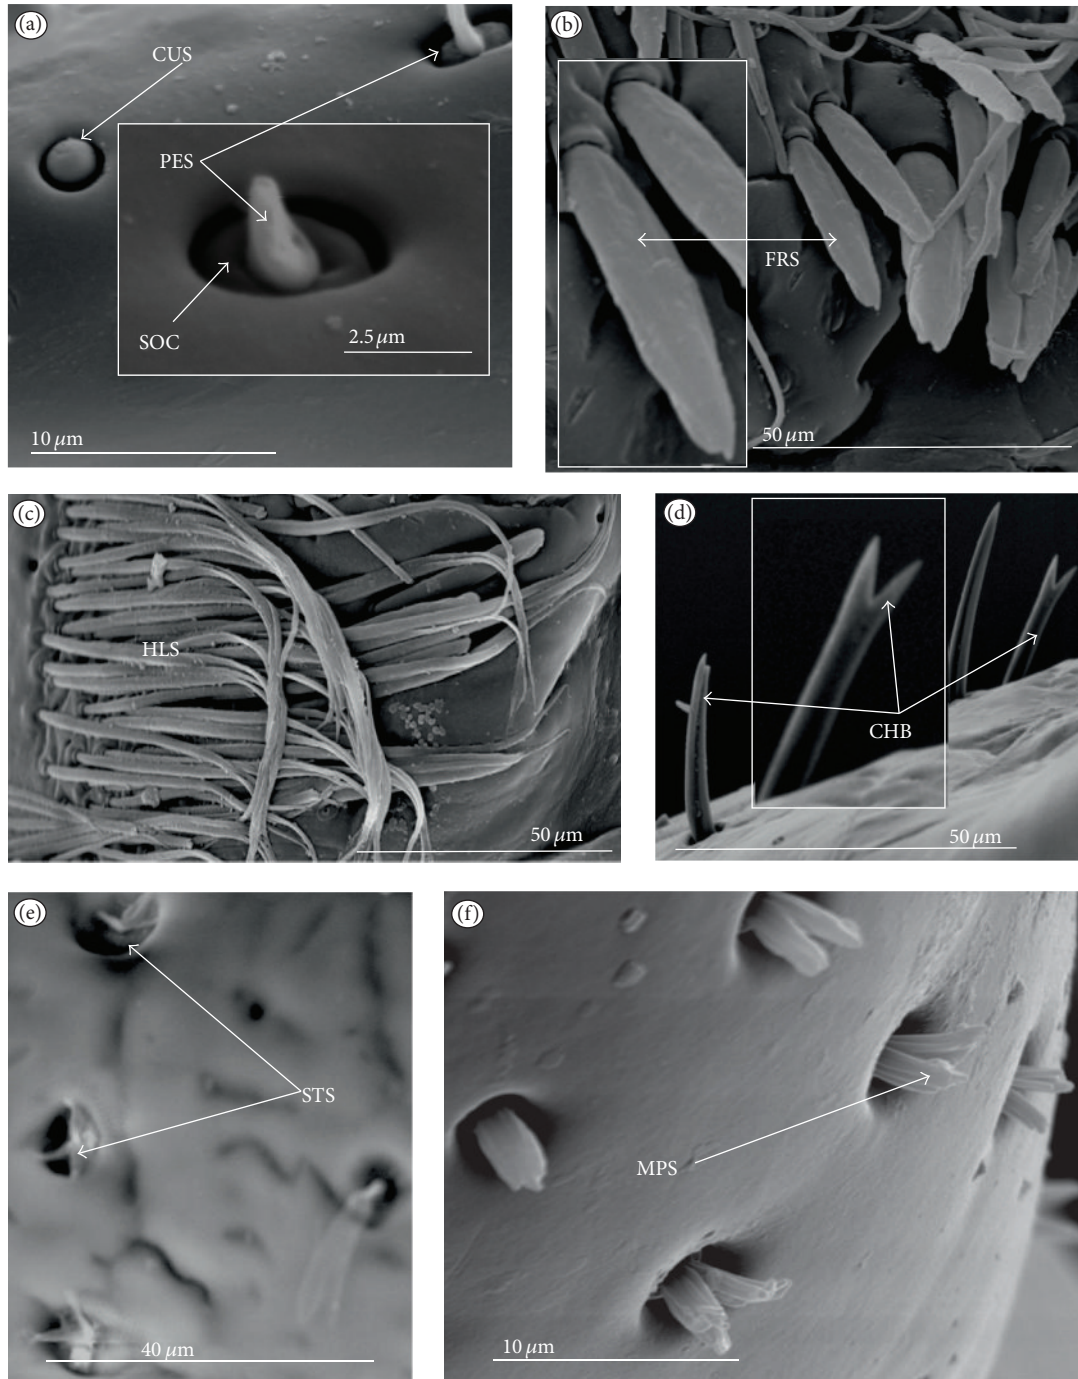 (a)
CUS
PES
SOC
2.5 μm
10 μm
(b)
FRS
50 μm
(c)
HLS
50 μm
(d)
CHB
50 μm
(e)
STS
40 μm
(f)
MPS
10 μm